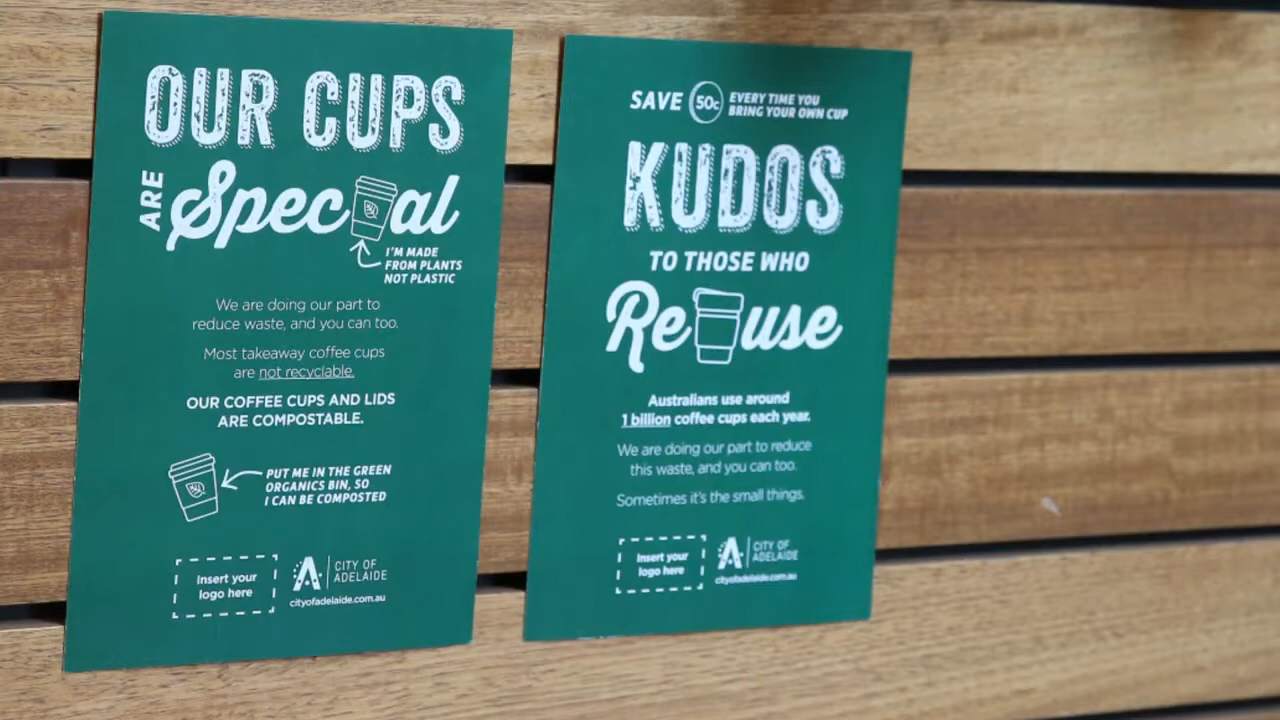 OUR CUPS
ARE Special
I'M MADE
FROM PLANTS
NOT PLASTIC
We are doing our part to
reduce waste, and you can too.
Most takeaway coffee cups
are not recyclable.
OUR COFFEE CUPS AND LIDS
ARE COMPOSTABLE.
PUT ME IN THE GREEN
ORGANICS BIN, SO
I CAN BE COMPOSTED
Insert your
logo here
CITY OF
ADELAIDE
cityofadelaide.com.au
SAVE 50c EVERY TIME YOU
BRING YOUR OWN CUP
KUDOS
TO THOSE WHO
Reuse
Australians use around
1 billion coffee cups each year.
We are doing our part to reduce
this waste, and you can too.
Sometimes it's the small things.
Insert your
logo here
CITY OF
ADELAIDE
cityofadelaide.com.au